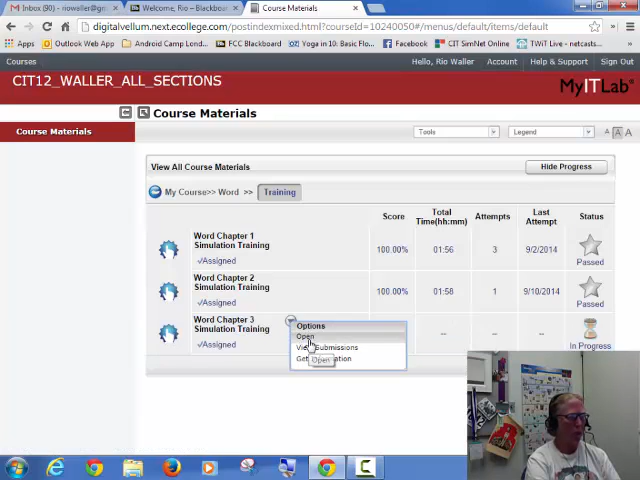 Inbox (90) - riowaller@gm
Welcome, Rio – Blackboard
Course Materials
digitalvellum.next.ecollege.com/postindexmixed.html?courseId=10240050#/menus/default/items/default
Outlook Web App
Android Camp Lond...
FCC Blackboard
Yoga in 10: Basic Flo...
Facebook
CIT SimNet Online
TWiT Live - netcasts...
Courses
Hello, Rio Waller
Account
Help & Support
Sign Out
CIT12_WALLER_ALL_SECTIONS
MyITLab®
Course Materials
Course Materials
Tools
Legend
A A A
View All Course Materials
Hide Progress
My Course>> Word >> Training
Score
Total Time(hh:mm)
Attempts
Last Attempt
Status
Word Chapter 1
Simulation Training
✓Assigned
100.00%
01:56
3
9/2/2014
Passed
Word Chapter 2
Simulation Training
✓Assigned
100.00%
01:58
1
9/10/2014
Passed
Word Chapter 3
Simulation Training
✓Assigned
Options
Open
Submissions
Open
--
--
In Progress